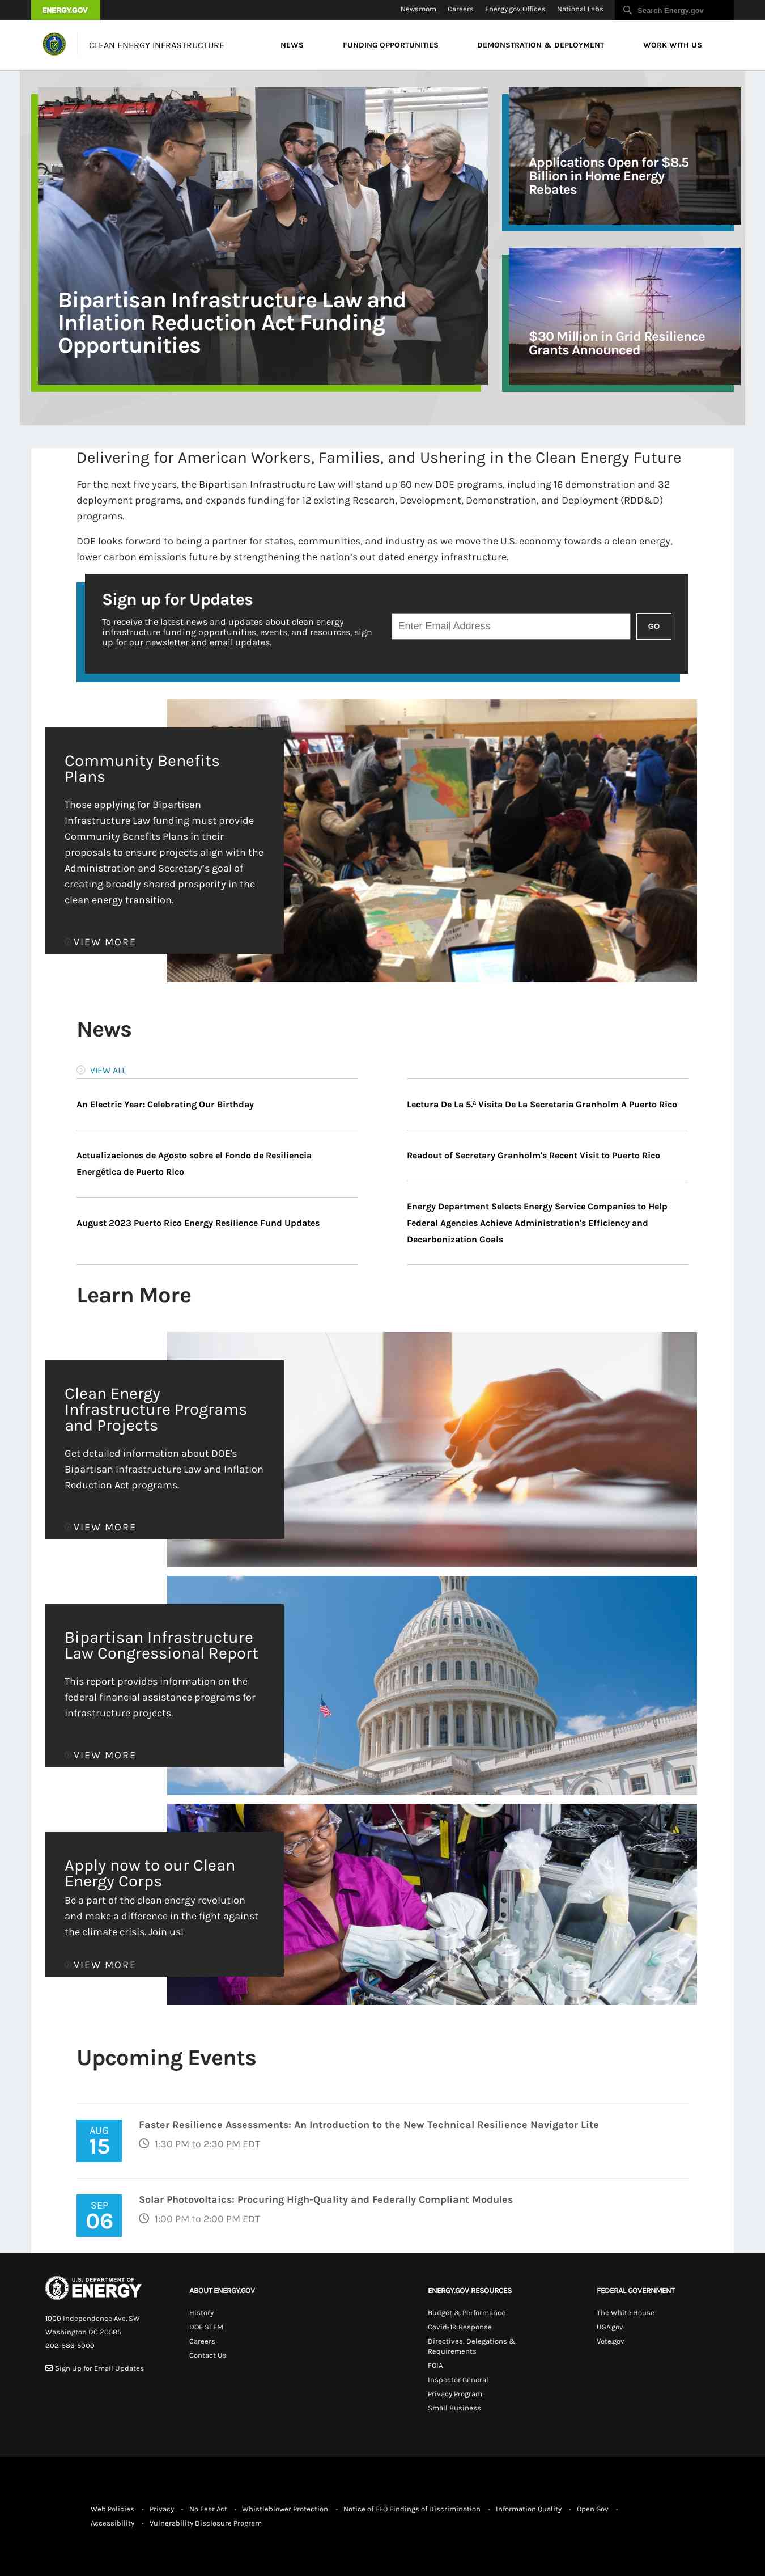 ENERGY.GOV
Newsroom
Careers
Energy.gov Offices
National Labs
Search Energy.gov
CLEAN ENERGY INFRASTRUCTURE
NEWS
FUNDING OPPORTUNITIES
DEMONSTRATION & DEPLOYMENT
WORK WITH US
Bipartisan Infrastructure Law and
Inflation Reduction Act Funding
Opportunities
Applications Open for $8.5
Billion in Home Energy
Rebates
$30 Million in Grid Resilience
Grants Announced
Delivering for American Workers, Families, and Ushering in the Clean Energy Future
For the next five years, the Bipartisan Infrastructure Law will stand up 60 new DOE programs, including 16 demonstration and 32
deployment programs, and expands funding for 12 existing Research, Development, Demonstration, and Deployment (RDD&D)
programs.
DOE looks forward to being a partner for states, communities, and industry as we move the U.S. economy towards a clean energy,
lower carbon emissions future by strengthening the nation’s out dated energy infrastructure.
Sign up for Updates
To receive the latest news and updates about clean energy
infrastructure funding opportunities, events, and resources, sign
up for our newsletter and email updates.
Enter Email Address
GO
Community Benefits
Plans
Those applying for Bipartisan
Infrastructure Law funding must provide
Community Benefits Plans in their
proposals to ensure projects align with the
Administration and Secretary’s goal of
creating broadly shared prosperity in the
clean energy transition.
VIEW MORE
News
VIEW ALL
An Electric Year: Celebrating Our Birthday
Actualizaciones de Agosto sobre el Fondo de Resiliencia
Energética de Puerto Rico
August 2023 Puerto Rico Energy Resilience Fund Updates
Lectura De La 5.ª Visita De La Secretaria Granholm A Puerto Rico
Readout of Secretary Granholm's Recent Visit to Puerto Rico
Energy Department Selects Energy Service Companies to Help
Federal Agencies Achieve Administration's Efficiency and
Decarbonization Goals
Learn More
Clean Energy
Infrastructure Programs
and Projects
Get detailed information about DOE's
Bipartisan Infrastructure Law and Inflation
Reduction Act programs.
VIEW MORE
Bipartisan Infrastructure
Law Congressional Report
This report provides information on the
federal financial assistance programs for
infrastructure projects.
VIEW MORE
Apply now to our Clean
Energy Corps
Be a part of the clean energy revolution
and make a difference in the fight against
the climate crisis. Join us!
VIEW MORE
Upcoming Events
AUG
15
Faster Resilience Assessments: An Introduction to the New Technical Resilience Navigator Lite
1:30 PM to 2:30 PM EDT
SEP
06
Solar Photovoltaics: Procuring High-Quality and Federally Compliant Modules
1:00 PM to 2:00 PM EDT
U.S. DEPARTMENT OF
ENERGY
1000 Independence Ave. SW
Washington DC 20585
202-586-5000
Sign Up for Email Updates
ABOUT ENERGY.GOV
History
DOE STEM
Careers
Contact Us
ENERGY.GOV RESOURCES
Budget & Performance
Covid-19 Response
Directives, Delegations &
Requirements
FOIA
Inspector General
Privacy Program
Small Business
FEDERAL GOVERNMENT
The White House
USA.gov
Vote.gov
Web Policies • Privacy • No Fear Act • Whistleblower Protection • Notice of EEO Findings of Discrimination • Information Quality • Open Gov •
Accessibility • Vulnerability Disclosure Program